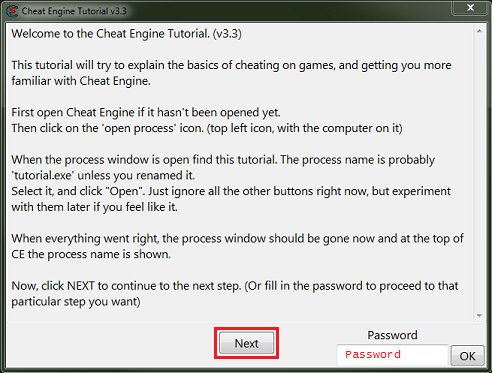 Cheat Engine Tutorial v3.3
Welcome to the Cheat Engine Tutorial. (v3.3)
This tutorial will try to explain the basics of cheating on games, and getting you more
familiar with Cheat Engine.
First open Cheat Engine if it hasn't been opened yet.
Then click on the 'open process' icon. (top left icon, with the computer on it)
When the process window is open find this tutorial. The process name is probably
'tutorial.exe' unless you renamed it.
Select it, and click "Open". Just ignore all the other buttons right now, but experiment
with them later if you feel like it.
When everything went right, the process window should be gone now and at the top of
CE the process name is shown.
Now, click NEXT to continue to the next step. (Or fill in the password to proceed to that
particular step you want)
Password
Next
Password
OK